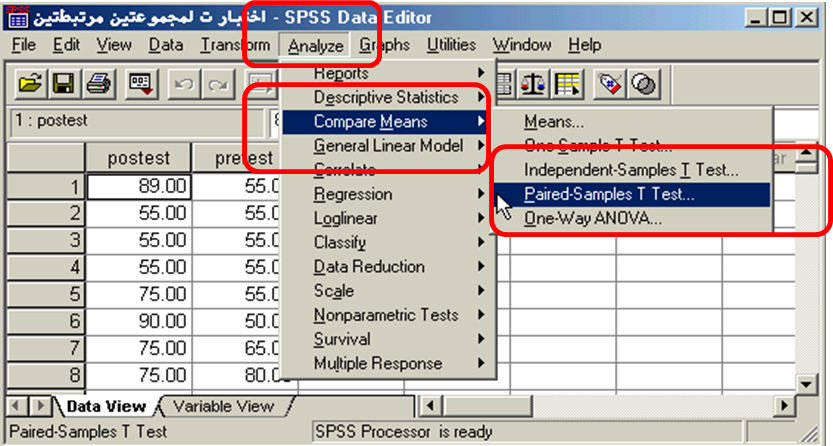 اختبار ت لمجموعتين مرتبطتين - SPSS Data Editor
File Edit View Data Transform Analyze Graphs Utilities Window Help
1 : postest
postest pretest
1 89.00
2 55.00
3 55.00
4 55.00
5 75.00
6 90.00 50.0
7 75.00
8 75.00
Reports
Descriptive Statistics
Compare Means
General Linear Model
Correlate
Regression
Loglinear
Classify
Data Reduction
Scale
Nonparametric Tests
Survival
Multiple Response
Means...
One-Sample T Test...
Independent-Samples T Test...
Paired-Samples T Test...
One-Way ANOVA...
Data View Variable View
Paired-Samples T Test SPSS Processor is ready